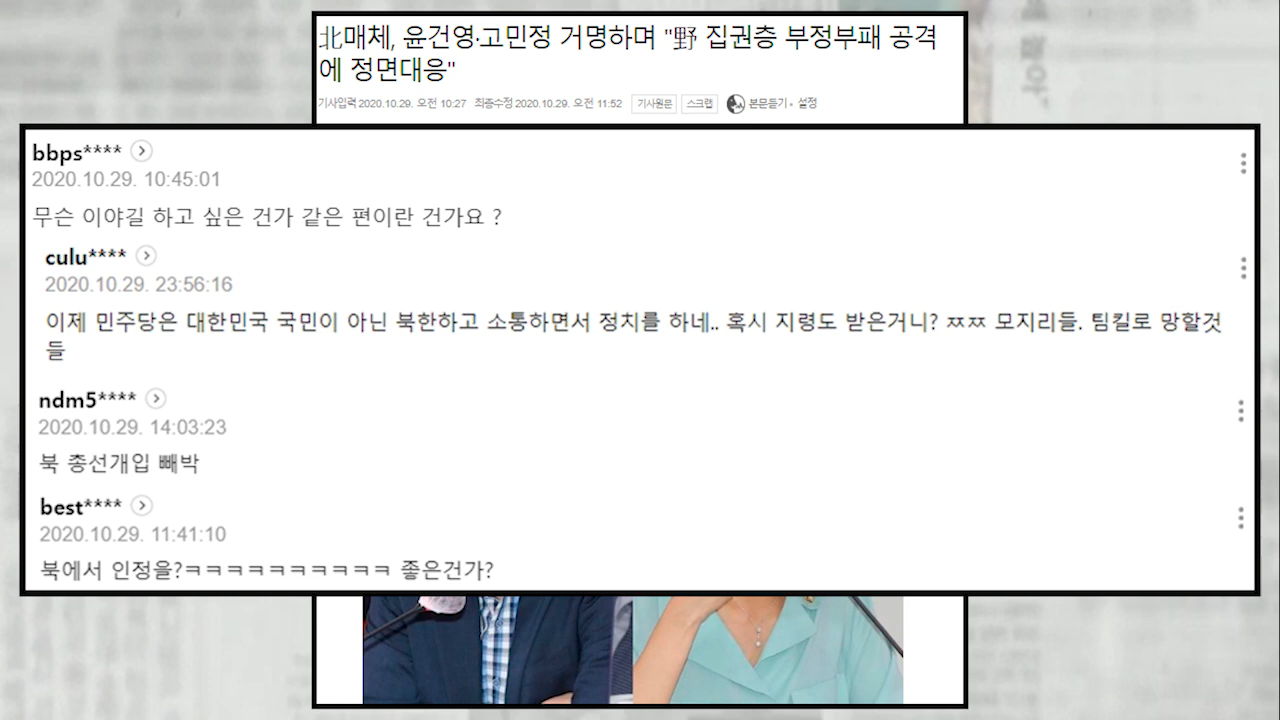 北매체, 윤건영·고민정 거명하며 "野 집권층 부정부패 공격
에 정면대응"
기사입력 2020.10.29. 오전 10:27 최종수정 2020.10.29. 오전 11:52 기사원문 스크랩 본문듣기 · 설정
bbps****
2020.10.29. 10:45:01
무슨 이야길 하고 싶은 건가 같은 편이란 건가요 ?
culu****
2020.10.29. 23:56:16
이제 민주당은 대한민국 국민이 아닌 북한하고 소통하면서 정치를 하네.. 혹시 지령도 받은거니? ㅉㅉ 모지리들. 팀킬로 망할것
들
ndm5****
2020.10.29. 14:03:23
북 총선개입 빼박
best****
2020.10.29. 11:41:10
북에서 인정을?ㅋㅋㅋㅋㅋㅋㅋㅋㅋㅋ 좋은건가?